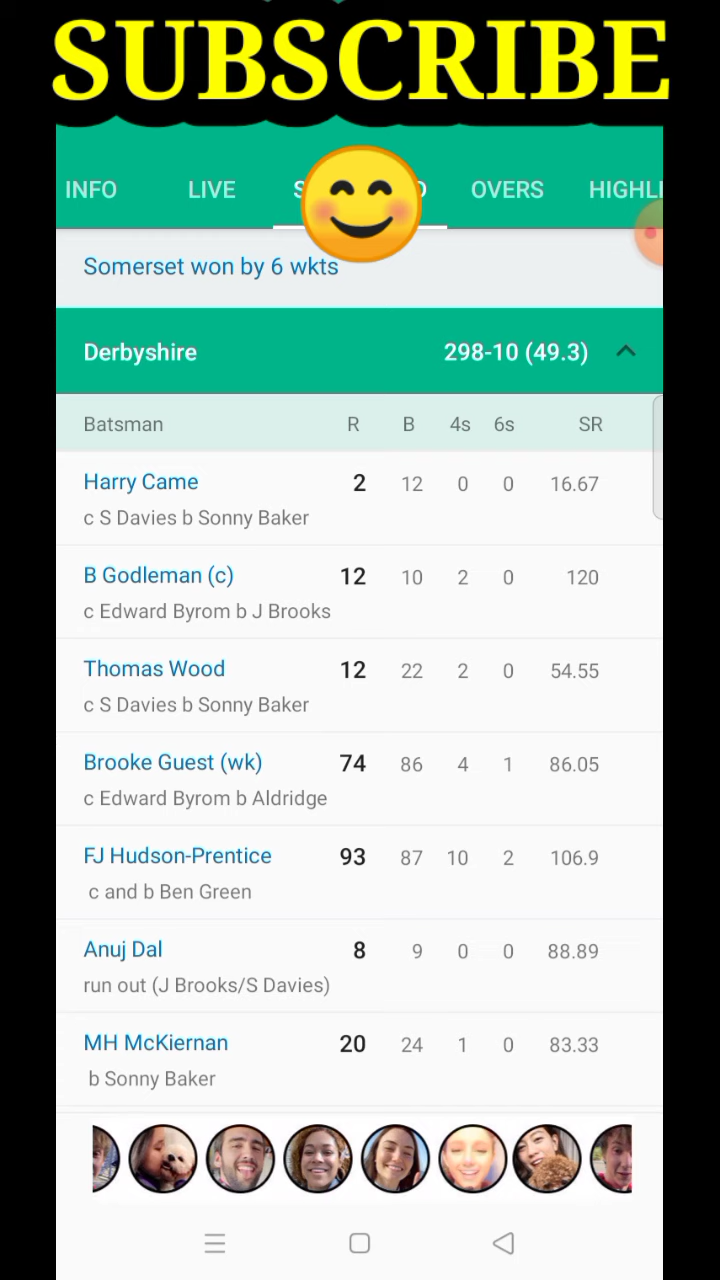 SUBSCRIBE
INFO LIVE S D OVERS HIGHLI
Somerset won by 6 wkts
Derbyshire 298-10 (49.3)
Batsman R B 4s 6s SR
Harry Came 2 12 0 0 16.67
c S Davies b Sonny Baker
B Godleman (c) 12 10 2 0 120
c Edward Byrom b J Brooks
Thomas Wood 12 22 2 0 54.55
c S Davies b Sonny Baker
Brooke Guest (wk) 74 86 4 1 86.05
c Edward Byrom b Aldridge
FJ Hudson-Prentice 93 87 10 2 106.9
c and b Ben Green
Anuj Dal 8 9 0 0 88.89
run out (J Brooks/S Davies)
MH McKiernan 20 24 1 0 83.33
b Sonny Baker